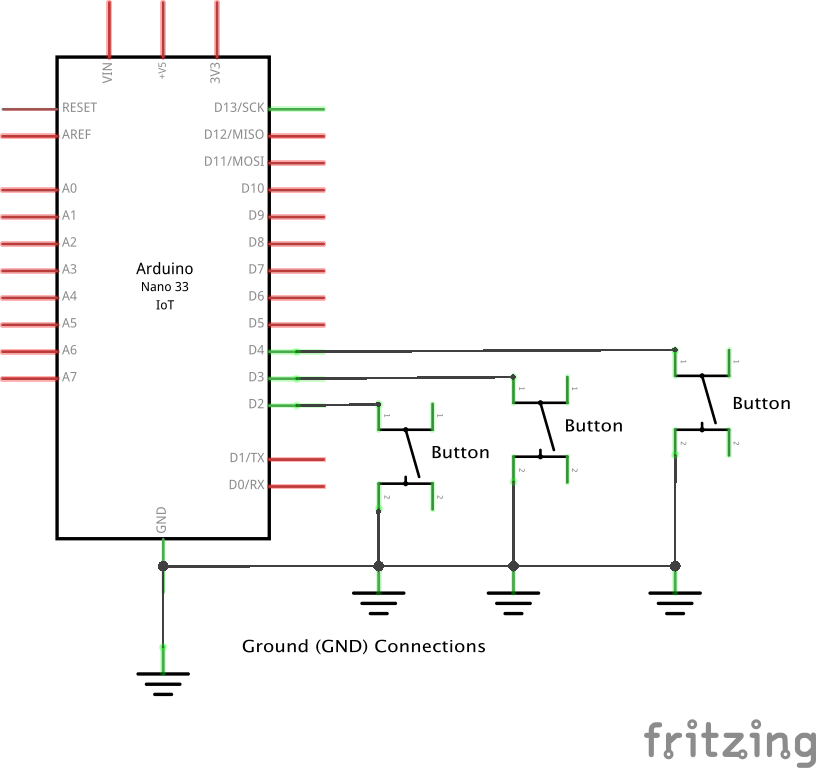 VIN
+V5
3V3
RESET
D13/SCK
AREF
D12/MISO
D11/MOSI
A0
D10
A1
D9
A2
D8
A3
D7
Arduino
Nano 33
IoT
A4
D6
A5
D5
A6
D4
A7
D3
D2
D1/TX
D0/RX
GND
1
1
2
2
Button
1
1
2
2
Button
1
1
2
2
Button
Ground (GND) Connections
fritzing